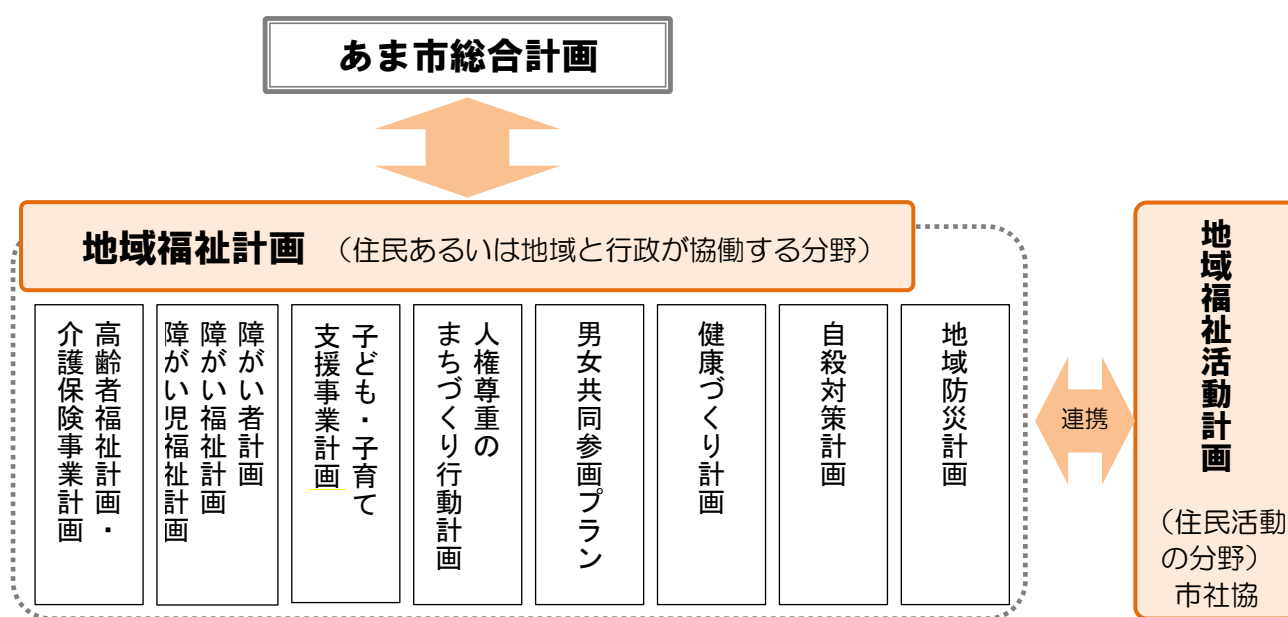 あま市総合計画
地域福祉計画 （住民あるいは地域と行政が協働する分野）
高齢者福祉計画・
介護保険事業計画
障がい者計画
障がい福祉計画
障がい児福祉計画
子ども・子育て
支援事業計画
人権尊重の
まちづくり行動計画
男女共同参画プラン
健康づくり計画
自殺対策計画
地域防災計画
連携
地域福祉活動計画
（住民活動
の分野）
市社協